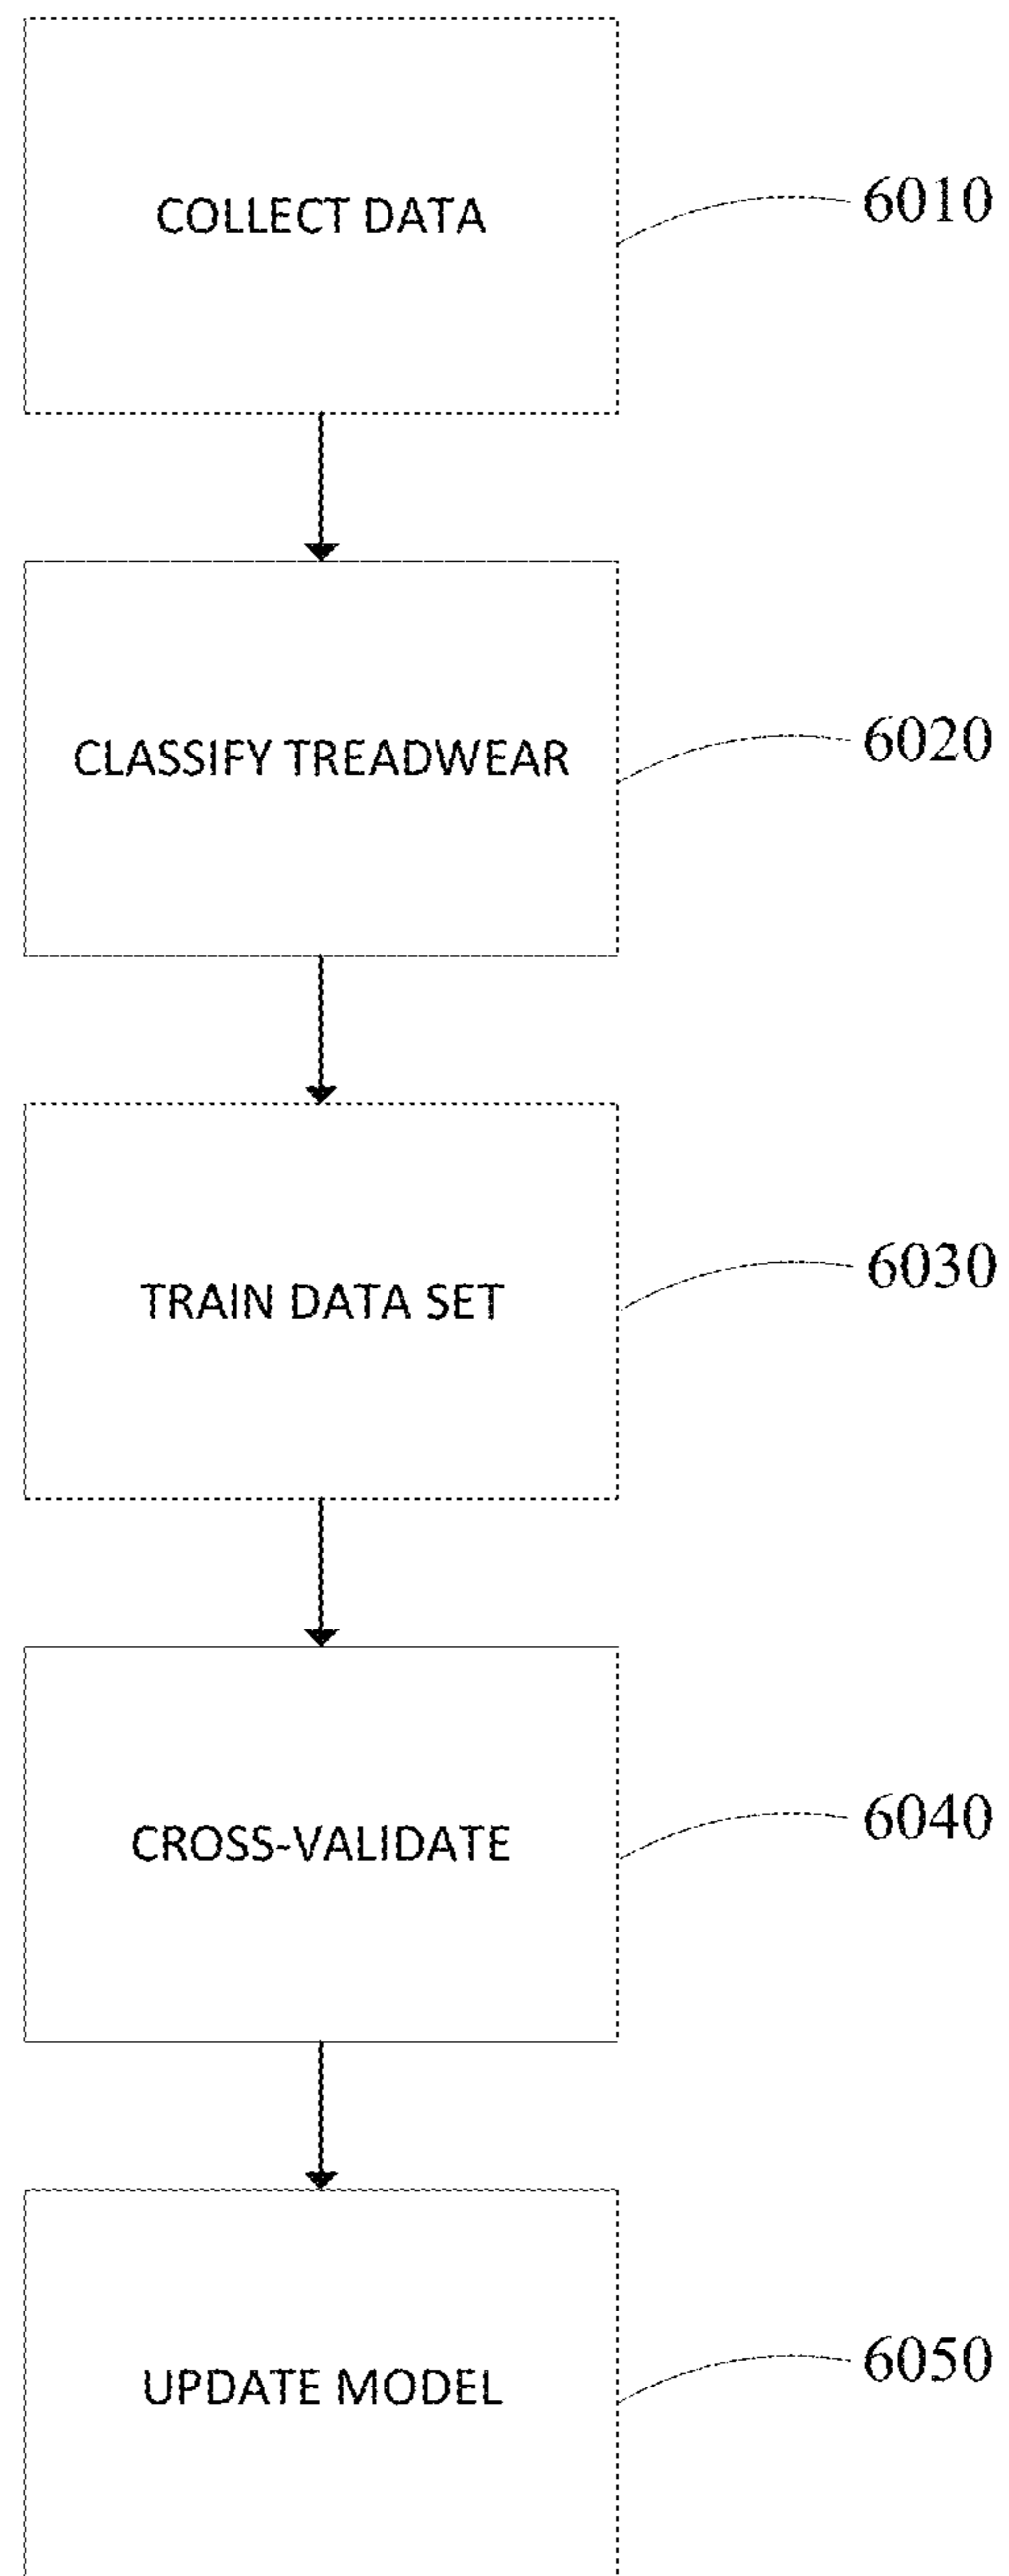 COLLECT DATA
6010
CLASSIFY TREADWEAR
6020
TRAIN DATA SET
6030
CROSS-VALIDATE
6040
UPDATE MODEL
6050